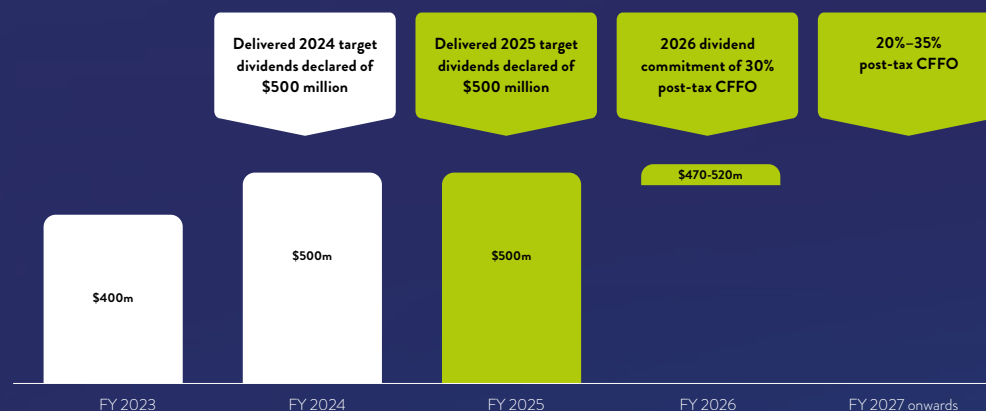 Delivered 2024 target
dividends declared of
$500 million
Delivered 2025 target
dividends declared of
$500 million
2026 dividend
commitment of 30%
post-tax CFFO
20%–35%
post-tax CFFO
$400m
$500m
$500m
$470-520m
FY 2023
FY 2024
FY 2025
FY 2026
FY 2027 onwards